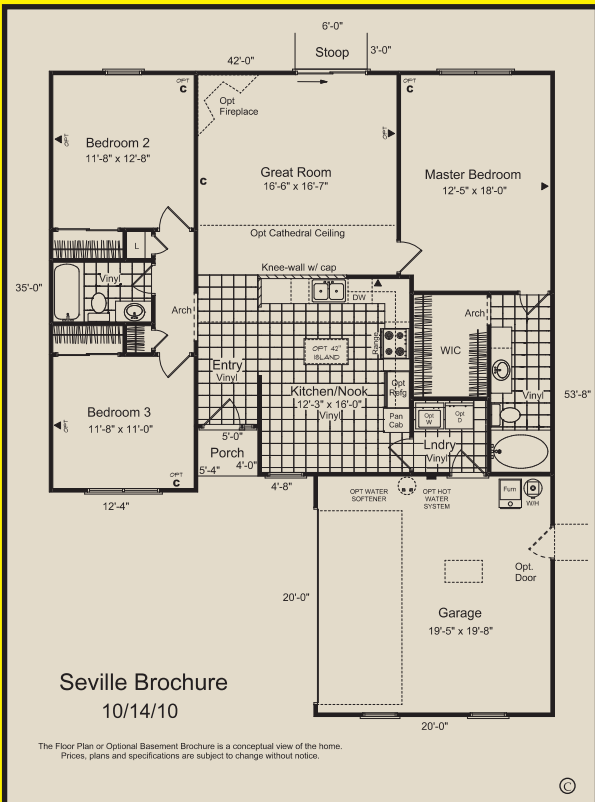 6'-0"
Stoop
3'-0"
42'-0"
OPT
C
OPT
C
Opt
Fireplace
OPT
OPT
Bedroom 2
11'-8" x 12'-8"
C
Great Room
16'-6" x 16'-7"
Master Bedroom
12'-5" x 18'-0"
Opt Cathedral Ceiling
L
Knee-wall w/ cap
Vinyl
DW
35'-0"
Arch
Arch
Range
OPT 42"
ISLAND
WIC
Entry
Vinyl
Kitchen/Nook
12'-3" x 16'-0"
Vinyl
Opt
Refg
Vinyl
53'-8
Bedroom 3
11'-8" x 11'-0"
OPT
Pan
Cab
Opt
W
Opt
D
5'-0"
Lndry
Vinyl
Porch
4'-0"
5'-4"
OPT
C
4'-8"
OPT WATER
SOFTENER
OPT HOT
WATER
SYSTEM
Furn
W/H
12'-4"
Opt.
Door
20'-0"
Garage
19'-5" x 19'-8"
Seville Brochure
10/14/10
20'-0"
The Floor Plan or Optional Basement Brochure is a conceptual view of the home.
Prices, plans and specifications are subject to change without notice.
©